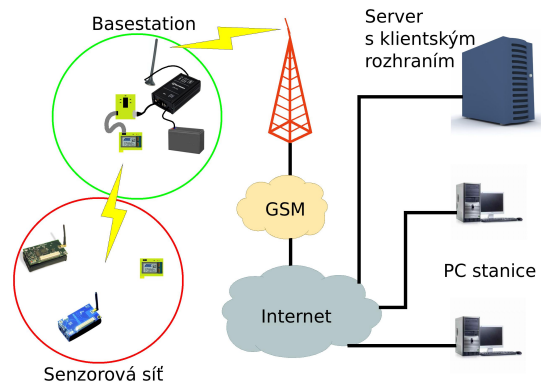 Basestation
Server
s klientským
rozhraním
GSM
PC stanice
Internet
Senzorová síť